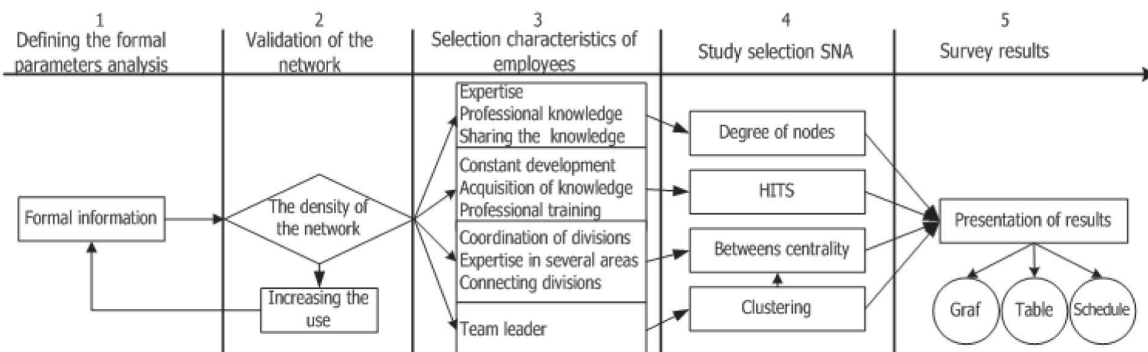 1
Defining the formal
parameters analysis
2
Validation of the
network
3
Selection characteristics of
employees
4
Study selection SNA
5
Survey results
Formal information
The density of
the network
Increasing the
use
Expertise
Professional knowledge
Sharing the knowledge
Constant development
Acquisition of knowledge
Professional training
Coordination of divisions
Expertise in several areas
Connecting divisions
Team leader
Degree of nodes
HITS
Betweens centrality
Clustering
Presentation of results
Graf
Table
Schedule